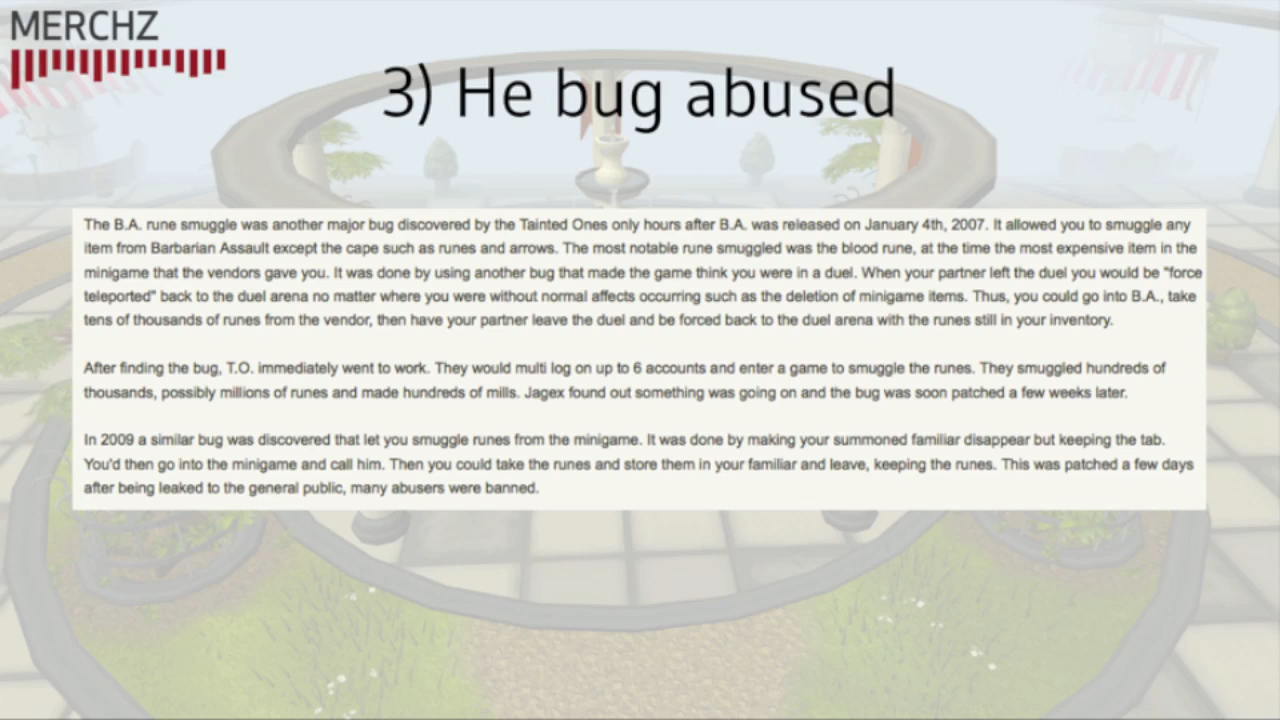 MERCHZ
3) He bug abused
The B.A. rune smuggle was another major bug discovered by the Tainted Ones only hours after B.A. was released on January 4th, 2007. It allowed you to smuggle any
item from Barbarian Assault except the cape such as runes and arrows. The most notable rune smuggled was the blood rune, at the time the most expensive item in the
minigame that the vendors gave you. It was done by using another bug that made the game think you were in a duel. When your partner left the duel you would be "force
teleported" back to the duel arena no matter where you were without normal affects occurring such as the deletion of minigame items. Thus, you could go into B.A., take
tens of thousands of runes from the vendor, then have your partner leave the duel and be forced back to the duel arena with the runes still in your inventory.
After finding the bug, T.O. immediately went to work. They would multi log on up to 6 accounts and enter a game to smuggle the runes. They smuggled hundreds of
thousands, possibly millions of runes and made hundreds of mills. Jagex found out something was going on and the bug was soon patched a few weeks later.
In 2009 a similar bug was discovered that let you smuggle runes from the minigame. It was done by making your summoned familiar disappear but keeping the tab.
You'd then go into the minigame and call him. Then you could take the runes and store them in your familiar and leave, keeping the runes. This was patched a few days
after being leaked to the general public, many abusers were banned.